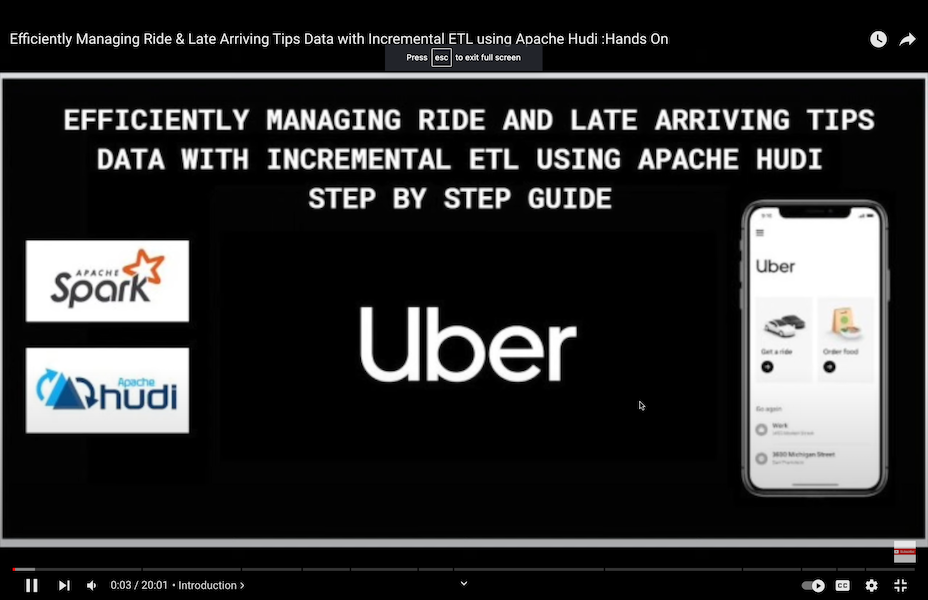 Efficiently Managing Ride & Late Arriving Tips Data with Incremental ETL using Apache Hudi :Hands On
Press esc to exit full screen
EFFICIENTLY MANAGING RIDE AND LATE ARRIVING TIPS
DATA WITH INCREMENTAL ETL USING APACHE HUDI
STEP BY STEP GUIDE
APACHE
Spark
Apache
hudi
Uber
9:15
Uber
Get a ride
Order food
Go again
Work
3630 Michigan Street
San Francisco
0:03 / 20:01 • Introduction >
CC